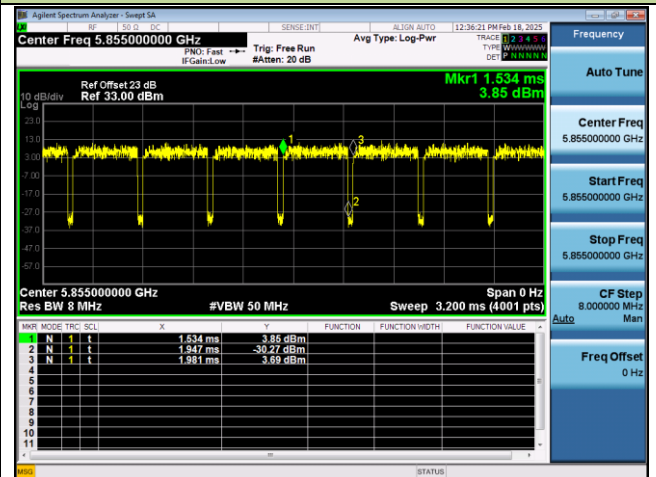 Agilent Spectrum Analyzer - Swept SA
RF 50 Ω DC SENSE:INT ALIGN AUTO 12:36:21 PM Feb 18, 2025
Center Freq 5.855000000 GHz
PNO: Fast
IFGain:Low
Trig: Free Run
#Atten: 20 dB
Avg Type: Log-Pwr
TRACE 1 2 3 4 5 6
TYPE WWWWWW
DET P N N N N N
Ref Offset 23 dB
10 dB/div Ref 33.00 dBm
Log
Mkr1 1.534 ms
3.85 dBm
23.0
13.0
3.00
-7.00
-17.0
-27.0
-37.0
-47.0
-57.0
1
3
2
Center 5.855000000 GHz Span 0 Hz
Res BW 8 MHz #VBW 50 MHz Sweep 3.200 ms (4001 pts)
MKR MODE TRC SCL X Y FUNCTION FUNCTION WIDTH FUNCTION VALUE
1 N 1 t 1.534 ms 3.85 dBm
2 N 1 t 1.947 ms -30.27 dBm
3 N 1 t 1.981 ms 3.69 dBm
4
5
6
7
8
9
10
11
MSG STATUS
Frequency
Auto Tune
Center Freq
5.855000000 GHz
Start Freq
5.855000000 GHz
Stop Freq
5.855000000 GHz
CF Step
8.000000 MHz
Auto Man
Freq Offset
0 Hz